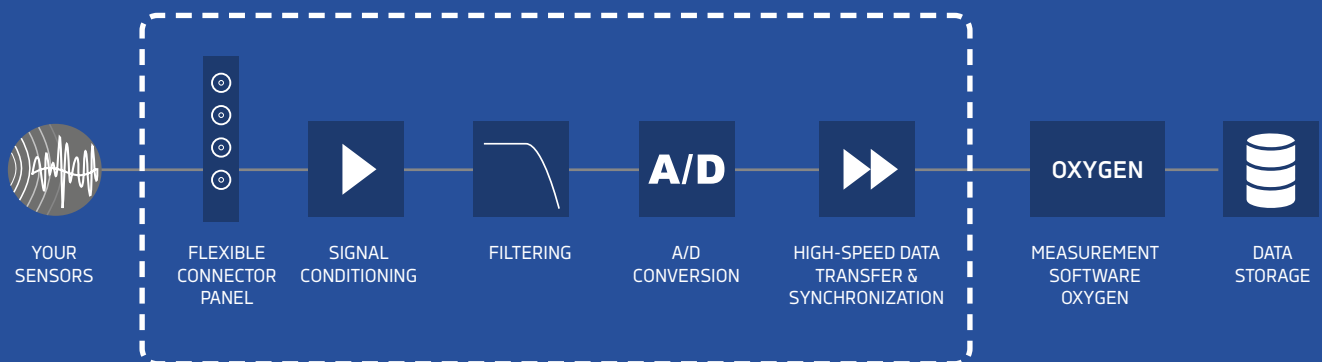 A/D
OXYGEN
YOUR
SENSORS
FLEXIBLE
CONNECTOR
PANEL
SIGNAL
CONDITIONING
FILTERING
A/D
CONVERSION
HIGH-SPEED DATA
TRANSFER &
SYNCHRONIZATION
MEASUREMENT
SOFTWARE
OXYGEN
DATA
STORAGE